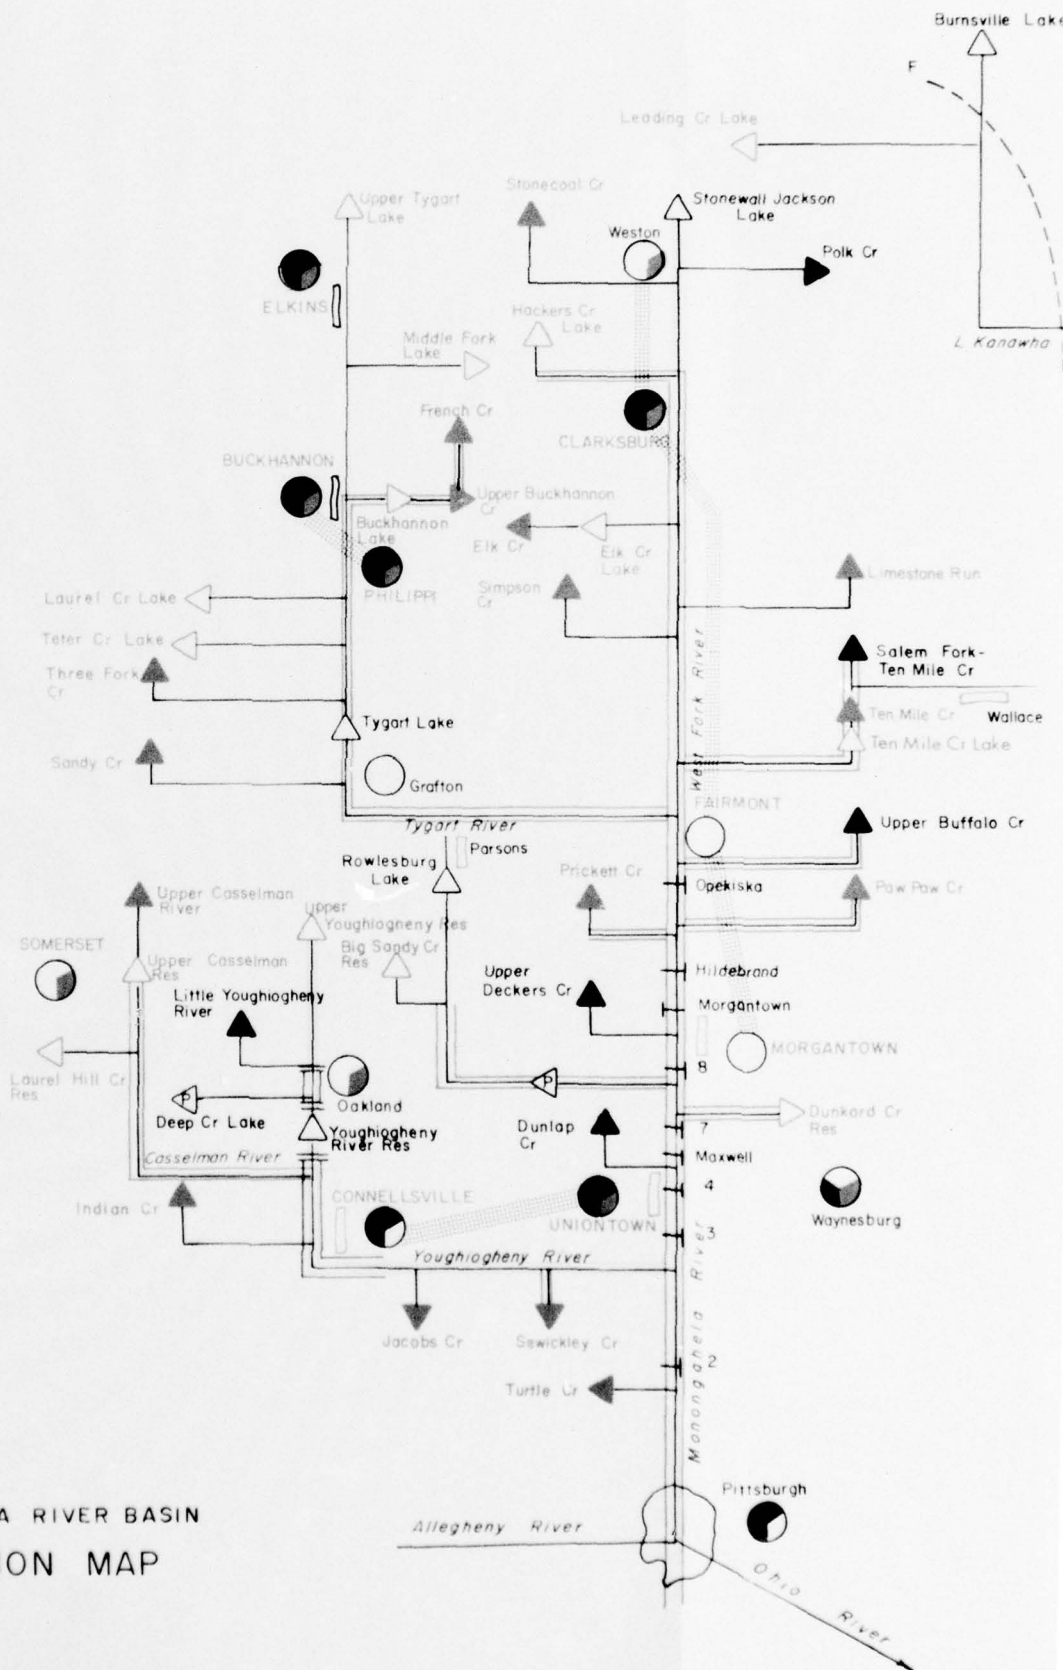 Burnsville Lake
F
Leading Cr Lake
Stonecoal Cr
Upper Tygart
Lake
Stonewall Jackson
Lake
Weston
Polk Cr
ELKINS
Hackers Cr
Lake
L Kanawha
Middle Fork
Lake
French Cr
CLARKSBURG
BUCKHANNON
Upper Buckhannon
Cr
Buckhannon
Lake
Elk Cr
Elk Cr
Lake
Limestone Run
PHILIPPI
Simpson
Cr
Laurel Cr Lake
Teter Cr Lake
Three Fork
Cr
West Fork River
Salem Fork-
Ten Mile Cr
Ten Mile Cr
Wallace
Tygart Lake
Ten Mile Cr Lake
Sandy Cr
Grafton
FAIRMONT
Tygart River
Upper Buffalo Cr
Parsons
Rowlesburg
Lake
Prickett Cr
Opekiska
Paw Paw Cr
Upper Casselman
River
Upper
Youghiogheny Res
SOMERSET
Big Sandy Cr
Res
Upper Casselman
Res
Upper
Deckers Cr
Hildebrand
Little Youghiogheny
River
Morgantown
MORGANTOWN
8
P
Laurel Hill Cr
Res
P
Oakland
Deep Cr Lake
Dunkard Cr
Res
Dunlap
Cr
7
Youghiogheny
River Res
Maxwell
Casselman River
4
Indian Cr
CONNELLSVILLE
UNIONTOWN
Waynesburg
3
Youghiogheny River
Monongahela River
Jacobs Cr
Sewickley Cr
2
Turtle Cr
Pittsburgh
A RIVER BASIN
Allegheny River
ION MAP
Ohio River